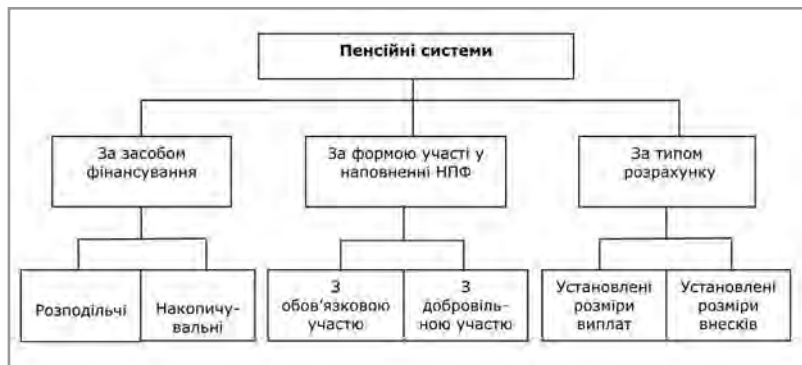 Пенсійні системи
За засобом
фінансування
За формою участі у
наповненні НПФ
За типом
розрахунку
Розподільчі
Накопичу-
вальні
З
обов'язковою
участю
З
добровіль-
ною участю
Установлені
розміри
виплат
Установлені
розміри
внесків